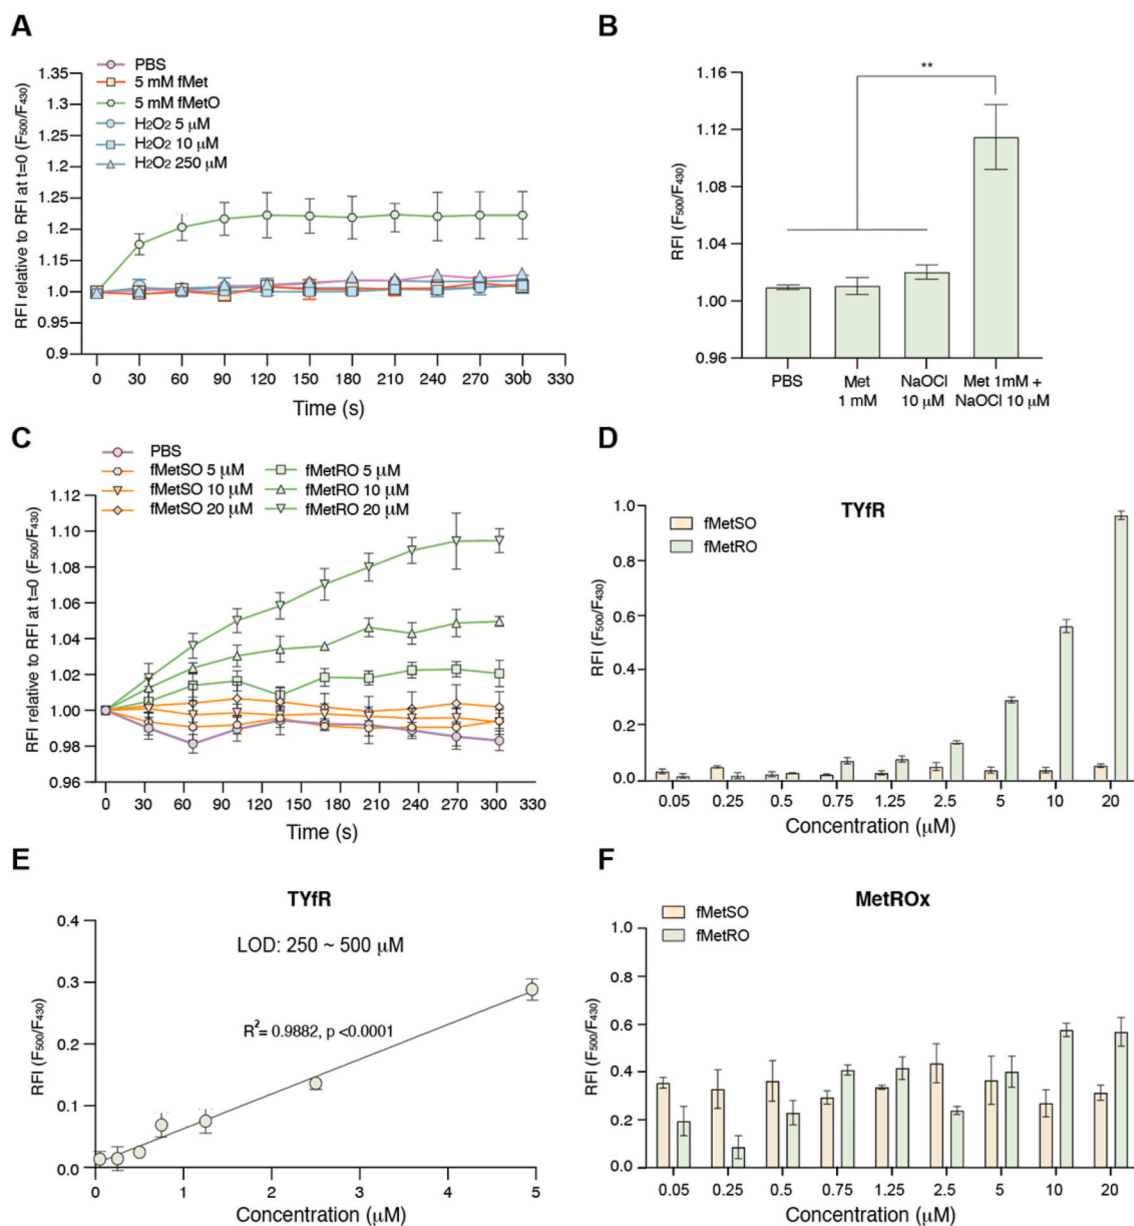 A
PBS
5 mM fMet
5 mM fMetO
H2O2 5 μM
H2O2 10 μM
H2O2 250 μM
RFI relative to RFI at t=0 (F500/F430)
1.35
1.3
1.25
1.2
1.25
1.2
1.15
1.0
0.95
0.9
0 30 60 90 120 150 180 210 240 270 300 330
Time (s)
B
**
RFI (F500/F430)
1.16
1.12
1.08
1.04
1.00
0.96
PBS Met NaOCl Met 1mM +
1 mM 10 μM NaOCl 10 μM
C
PBS
fMetSO 5 μM fMetRO 5 μM
fMetSO 10 μM fMetRO 10 μM
fMetSO 20 μM fMetRO 20 μM
RFI relative to RFI at t=0 (F500/F430)
1.12
1.10
1.08
1.06
1.04
1.02
1.00
0.98
0.96
0 30 60 90 120 150 180 210 240 270 300 330
Time (s)
D
TYfR
fMetSO
fMetRO
RFI (F500/F430)
1.0
0.8
0.6
0.4
0.2
0.0
0.05 0.25 0.5 0.75 1.25 2.5 5 10 20
Concentration (μM)
E
TYfR
LOD: 250 ~ 500 μM
R2= 0.9882, p <0.0001
RFI (F500/F430)
0.4
0.3
0.2
0.1
0.0
0 1 2 3 4 5
Concentration (μM)
F
MetROx
fMetSO
fMetRO
RFI (F500/F430)
1.0
0.8
0.6
0.4
0.2
0.0
0.05 0.25 0.5 0.75 1.25 2.5 5 10 20
Concentration (μM)